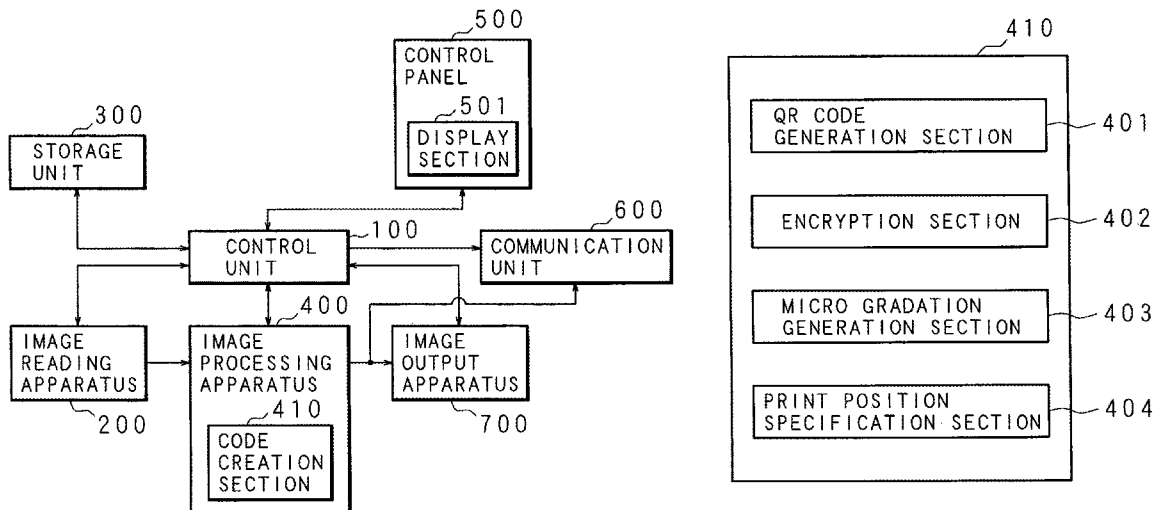 500
CONTROL
PANEL
501
DISPLAY
SECTION
300
STORAGE
UNIT
100
CONTROL
UNIT
600
COMMUNICATION
UNIT
IMAGE
READING
APPARATUS
200
400
IMAGE
PROCESSING
APPARATUS
410
CODE
CREATION
SECTION
IMAGE
OUTPUT
APPARATUS
700
410
QR CODE
GENERATION SECTION
401
ENCRYPTION SECTION
402
MICRO GRADATION
GENERATION SECTION
403
PRINT POSITION
SPECIFICATION SECTION
404